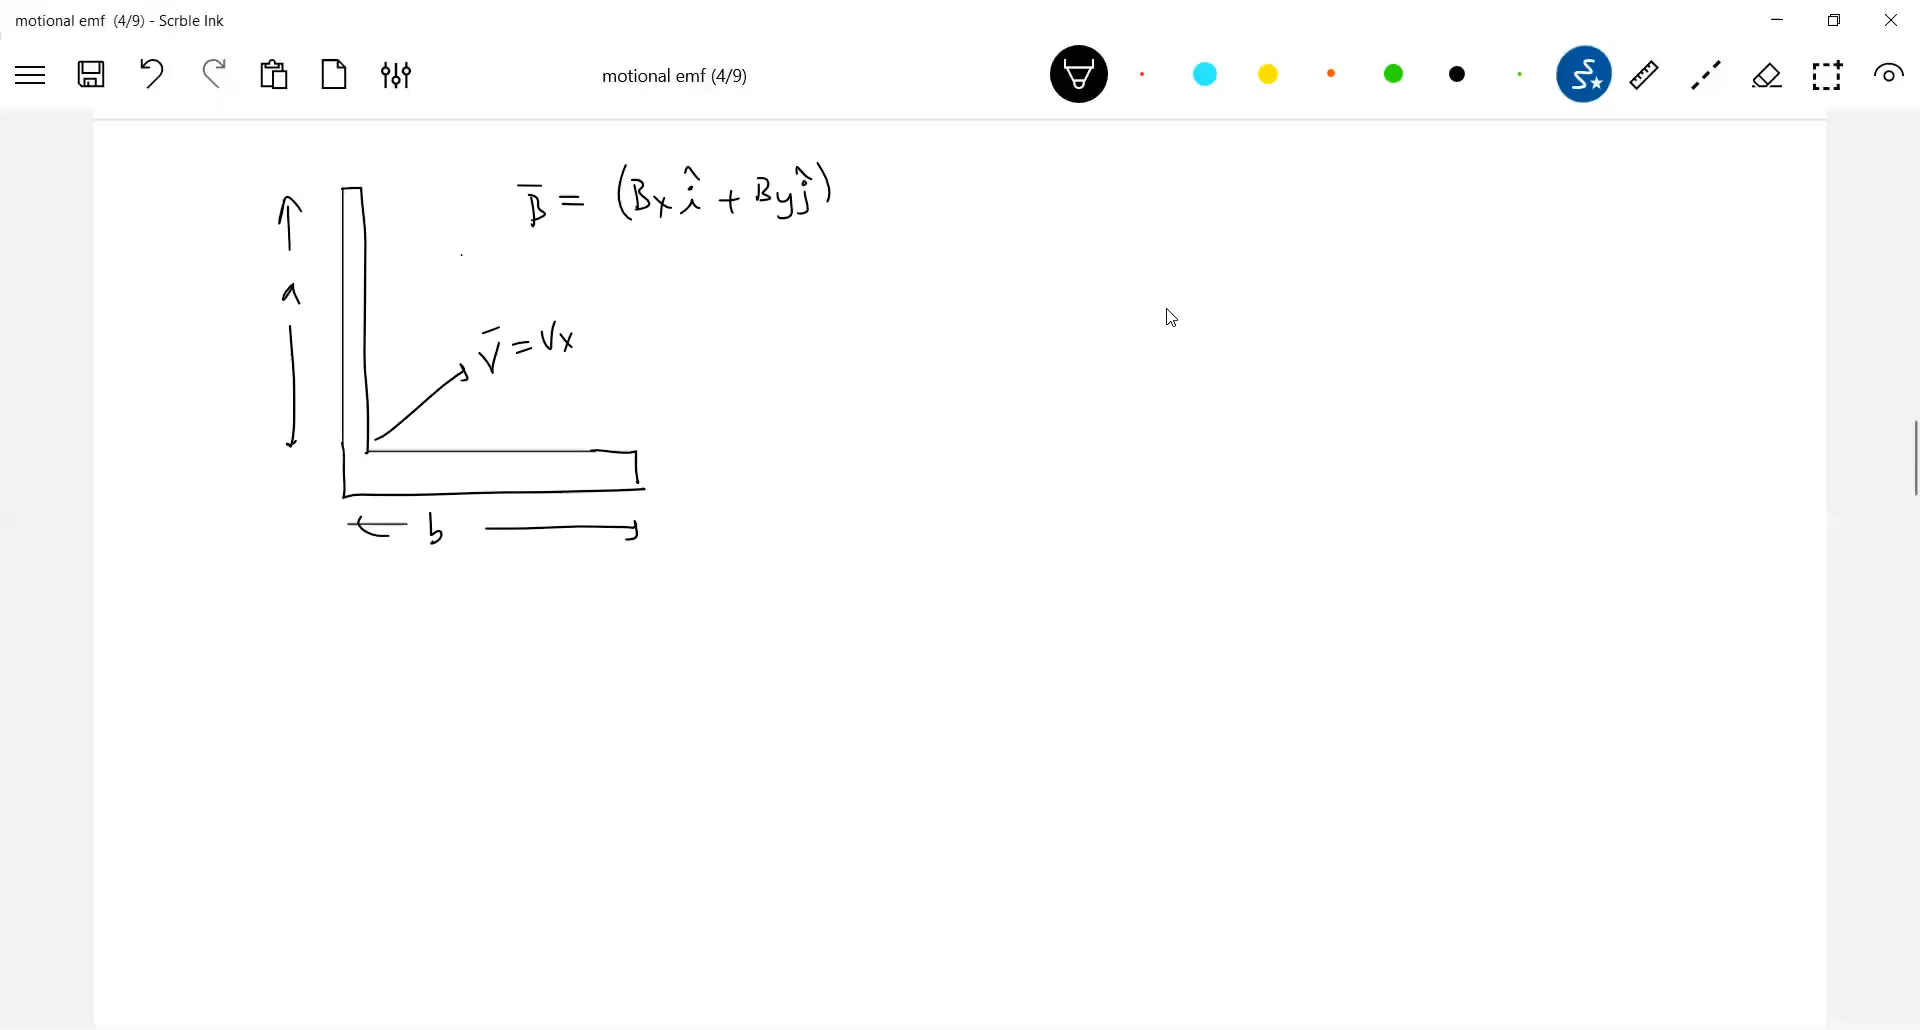 motional emf (4/9) - Scrble Ink
motional emf (4/9)
B̅ = (Bx î + By ĵ)
a
V̅ = Vx
b